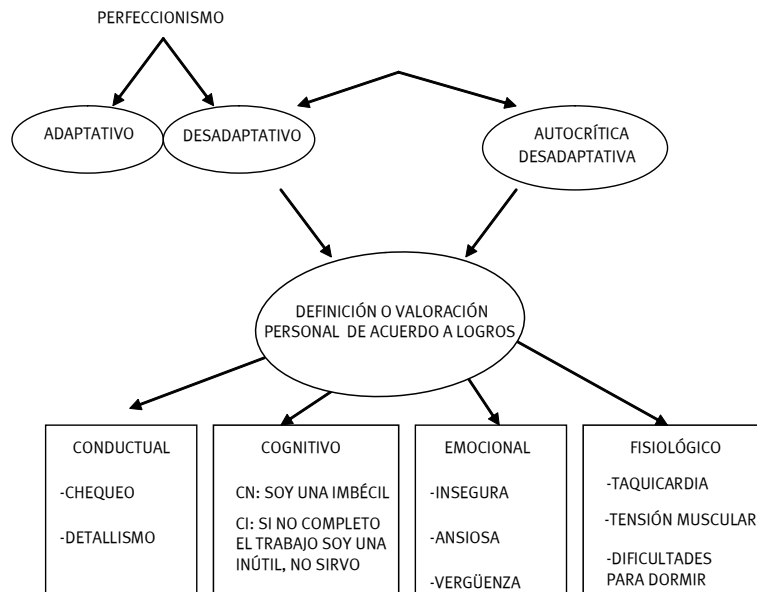 PERFECCIONISMO
ADAPTATIVO
DESADAPTATIVO
AUTOCRÍTICA
DESADAPTATIVA
DEFINICIÓN O VALORACIÓN
PERSONAL DE ACUERDO A LOGROS
CONDUCTUAL
-CHEQUEO
-DETALLISMO
COGNITIVO
CN: SOY UNA IMBÉCIL
CI: SI NO COMPLETO
EL TRABAJO SOY UNA
INÚTIL, NO SIRVO
EMOCIONAL
-INSEGURA
-ANSIOSA
-VERGÜENZA
FISIOLÓGICO
-TAQUICARDIA
-TENSIÓN MUSCULAR
-DIFICULTADES
PARA DORMIR